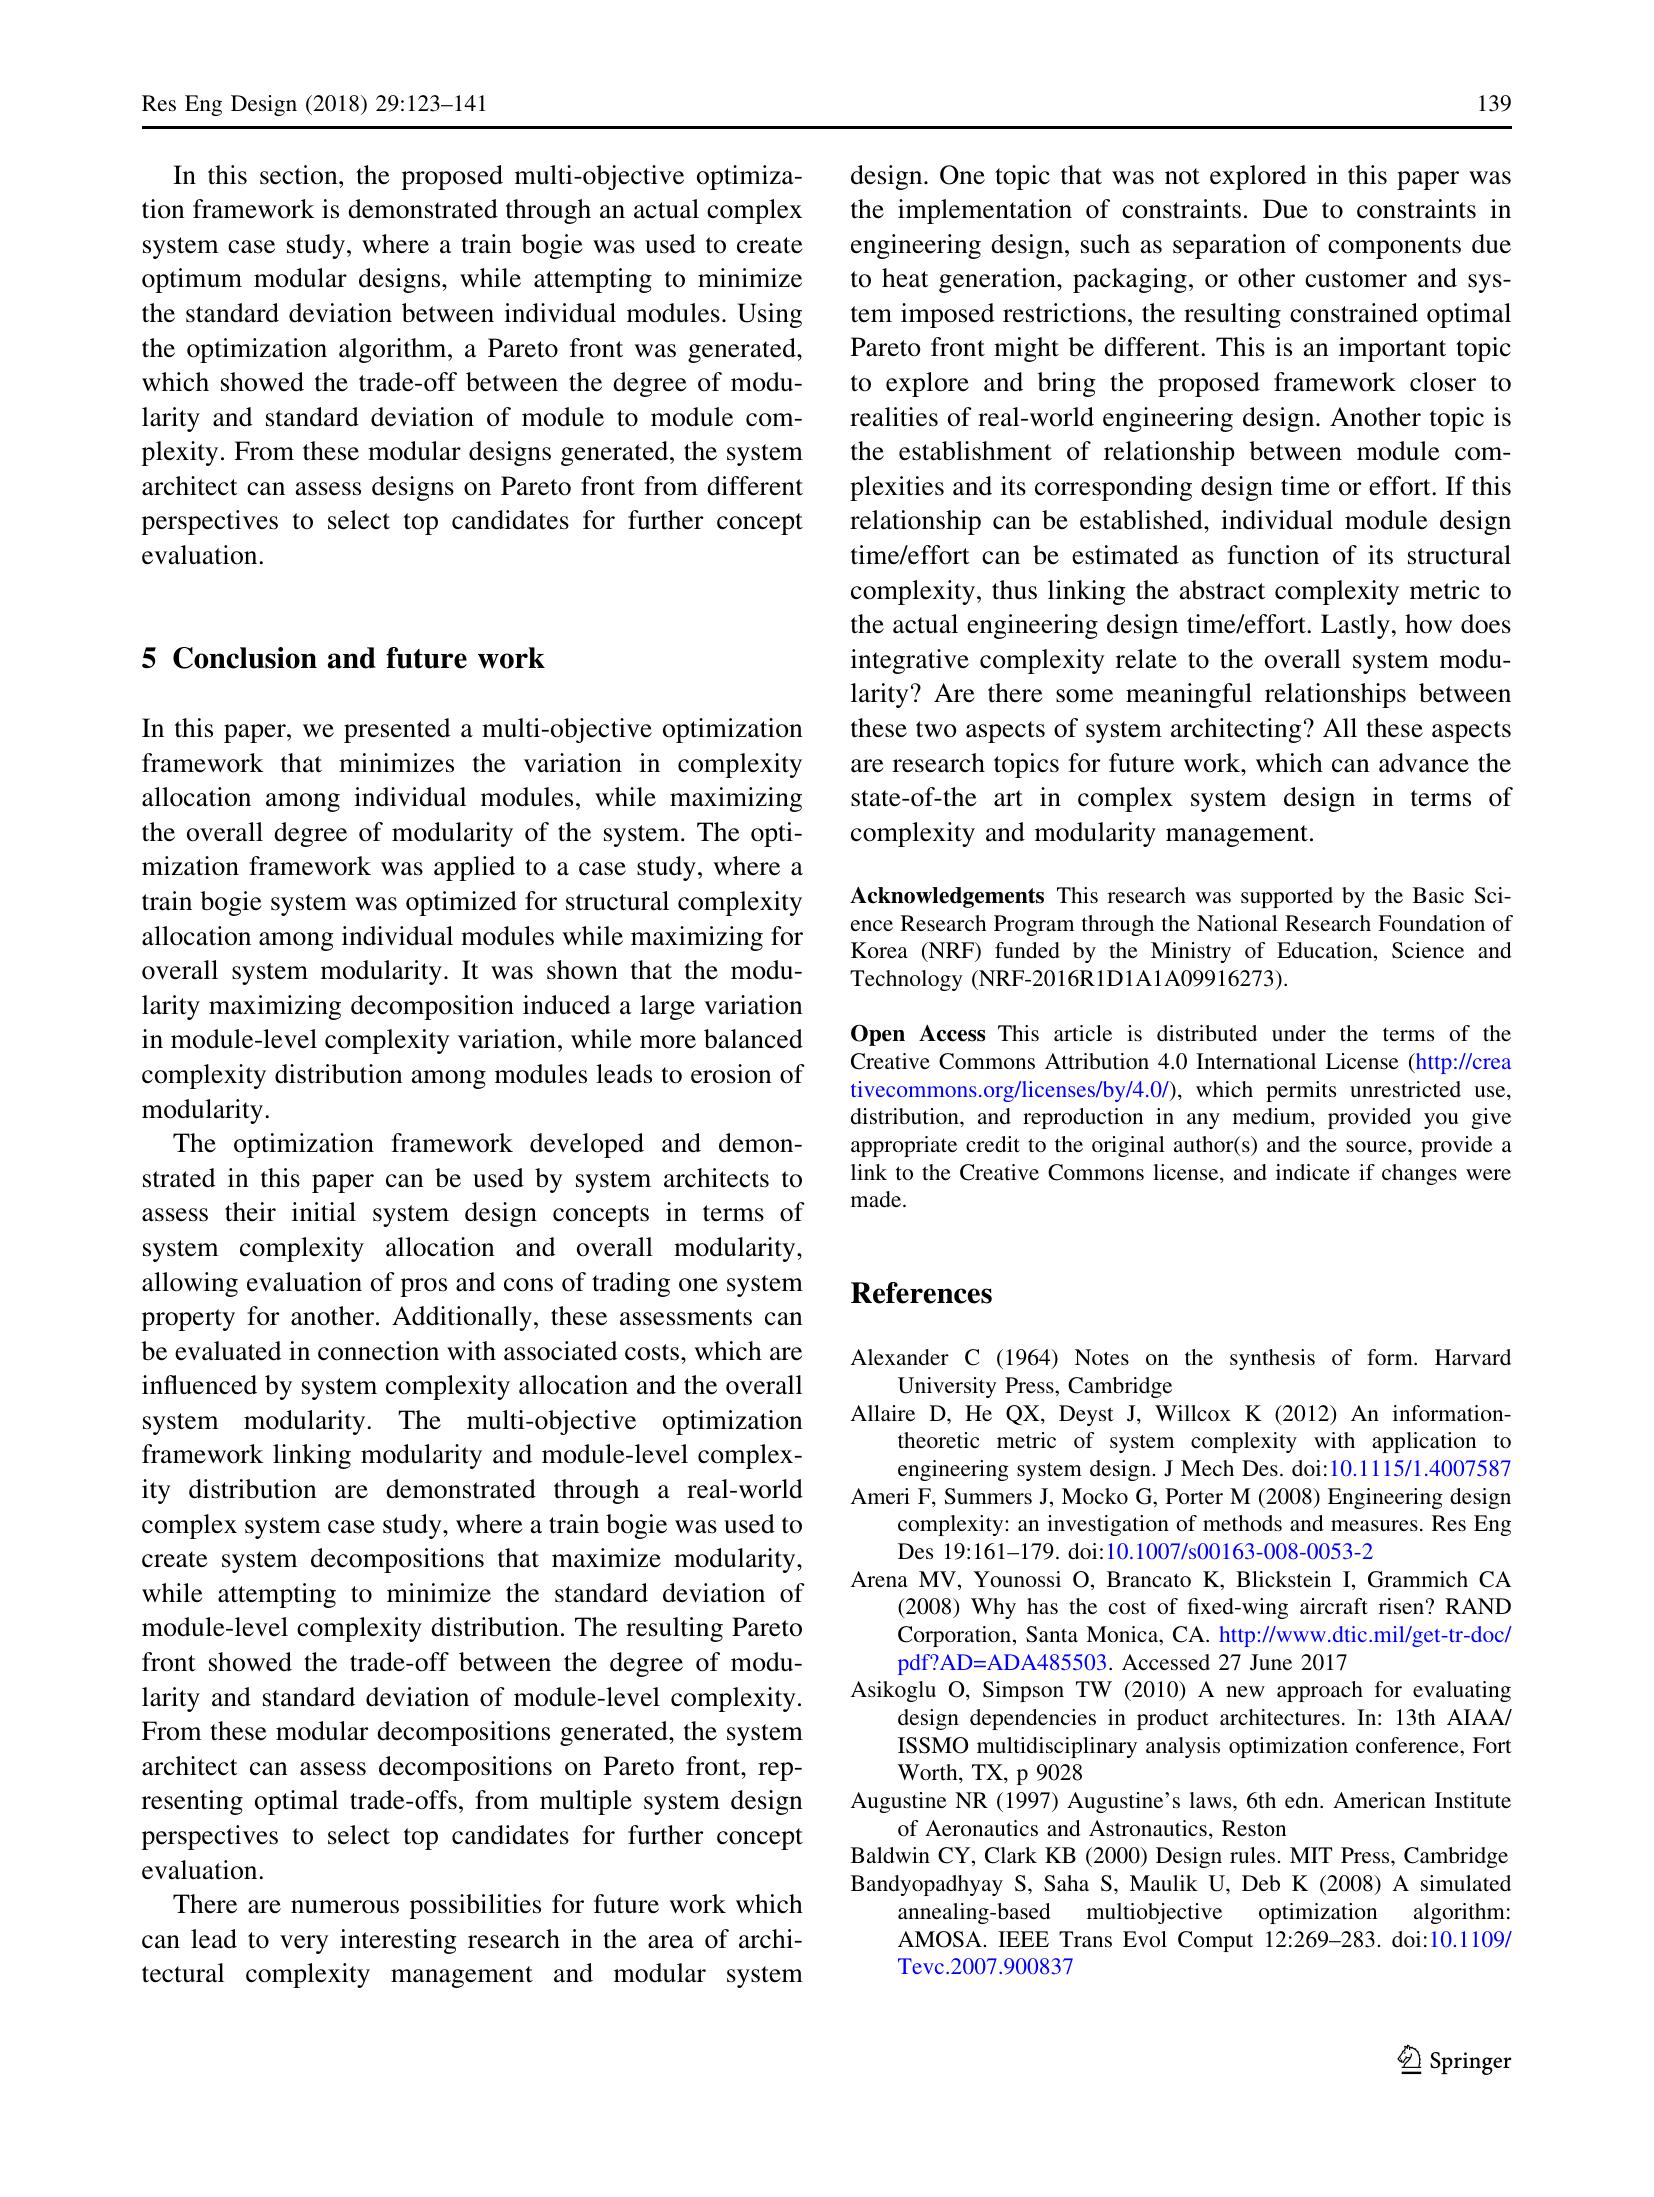 Res Eng Design (2018) 29:123–141
139
In this section, the proposed multi-objective optimiza-
tion framework is demonstrated through an actual complex
system case study, where a train bogie was used to create
optimum modular designs, while attempting to minimize
the standard deviation between individual modules. Using
the optimization algorithm, a Pareto front was generated,
which showed the trade-off between the degree of modu-
larity and standard deviation of module to module com-
plexity. From these modular designs generated, the system
architect can assess designs on Pareto front from different
perspectives to select top candidates for further concept
evaluation.
5 Conclusion and future work
In this paper, we presented a multi-objective optimization
framework that minimizes the variation in complexity
allocation among individual modules, while maximizing
the overall degree of modularity of the system. The opti-
mization framework was applied to a case study, where a
train bogie system was optimized for structural complexity
allocation among individual modules while maximizing for
overall system modularity. It was shown that the modu-
larity maximizing decomposition induced a large variation
in module-level complexity variation, while more balanced
complexity distribution among modules leads to erosion of
modularity.
The optimization framework developed and demon-
strated in this paper can be used by system architects to
assess their initial system design concepts in terms of
system complexity allocation and overall modularity,
allowing evaluation of pros and cons of trading one system
property for another. Additionally, these assessments can
be evaluated in connection with associated costs, which are
influenced by system complexity allocation and the overall
system modularity. The multi-objective optimization
framework linking modularity and module-level complex-
ity distribution are demonstrated through a real-world
complex system case study, where a train bogie was used to
create system decompositions that maximize modularity,
while attempting to minimize the standard deviation of
module-level complexity distribution. The resulting Pareto
front showed the trade-off between the degree of modu-
larity and standard deviation of module-level complexity.
From these modular decompositions generated, the system
architect can assess decompositions on Pareto front, rep-
resenting optimal trade-offs, from multiple system design
perspectives to select top candidates for further concept
evaluation.
There are numerous possibilities for future work which
can lead to very interesting research in the area of archi-
tectural complexity management and modular system
design. One topic that was not explored in this paper was
the implementation of constraints. Due to constraints in
engineering design, such as separation of components due
to heat generation, packaging, or other customer and sys-
tem imposed restrictions, the resulting constrained optimal
Pareto front might be different. This is an important topic
to explore and bring the proposed framework closer to
realities of real-world engineering design. Another topic is
the establishment of relationship between module com-
plexities and its corresponding design time or effort. If this
relationship can be established, individual module design
time/effort can be estimated as function of its structural
complexity, thus linking the abstract complexity metric to
the actual engineering design time/effort. Lastly, how does
integrative complexity relate to the overall system modu-
larity? Are there some meaningful relationships between
these two aspects of system architecting? All these aspects
are research topics for future work, which can advance the
state-of-the art in complex system design in terms of
complexity and modularity management.
Acknowledgements This research was supported by the Basic Sci-
ence Research Program through the National Research Foundation of
Korea (NRF) funded by the Ministry of Education, Science and
Technology (NRF-2016R1D1A1A09916273).
Open Access This article is distributed under the terms of the
Creative Commons Attribution 4.0 International License (http://crea
tivecommons.org/licenses/by/4.0/), which permits unrestricted use,
distribution, and reproduction in any medium, provided you give
appropriate credit to the original author(s) and the source, provide a
link to the Creative Commons license, and indicate if changes were
made.
References
Alexander C (1964) Notes on the synthesis of form. Harvard
University Press, Cambridge
Allaire D, He QX, Deyst J, Willcox K (2012) An information-
theoretic metric of system complexity with application to
engineering system design. J Mech Des. doi:10.1115/1.4007587
Ameri F, Summers J, Mocko G, Porter M (2008) Engineering design
complexity: an investigation of methods and measures. Res Eng
Des 19:161–179. doi:10.1007/s00163-008-0053-2
Arena MV, Younossi O, Brancato K, Blickstein I, Grammich CA
(2008) Why has the cost of fixed-wing aircraft risen? RAND
Corporation, Santa Monica, CA. http://www.dtic.mil/get-tr-doc/
pdf?AD=ADA485503. Accessed 27 June 2017
Asikoglu O, Simpson TW (2010) A new approach for evaluating
design dependencies in product architectures. In: 13th AIAA/
ISSMO multidisciplinary analysis optimization conference, Fort
Worth, TX, p 9028
Augustine NR (1997) Augustine's laws, 6th edn. American Institute
of Aeronautics and Astronautics, Reston
Baldwin CY, Clark KB (2000) Design rules. MIT Press, Cambridge
Bandyopadhyay S, Saha S, Maulik U, Deb K (2008) A simulated
annealing-based multiobjective optimization algorithm:
AMOSA. IEEE Trans Evol Comput 12:269–283. doi:10.1109/
Tevc.2007.900837
Springer